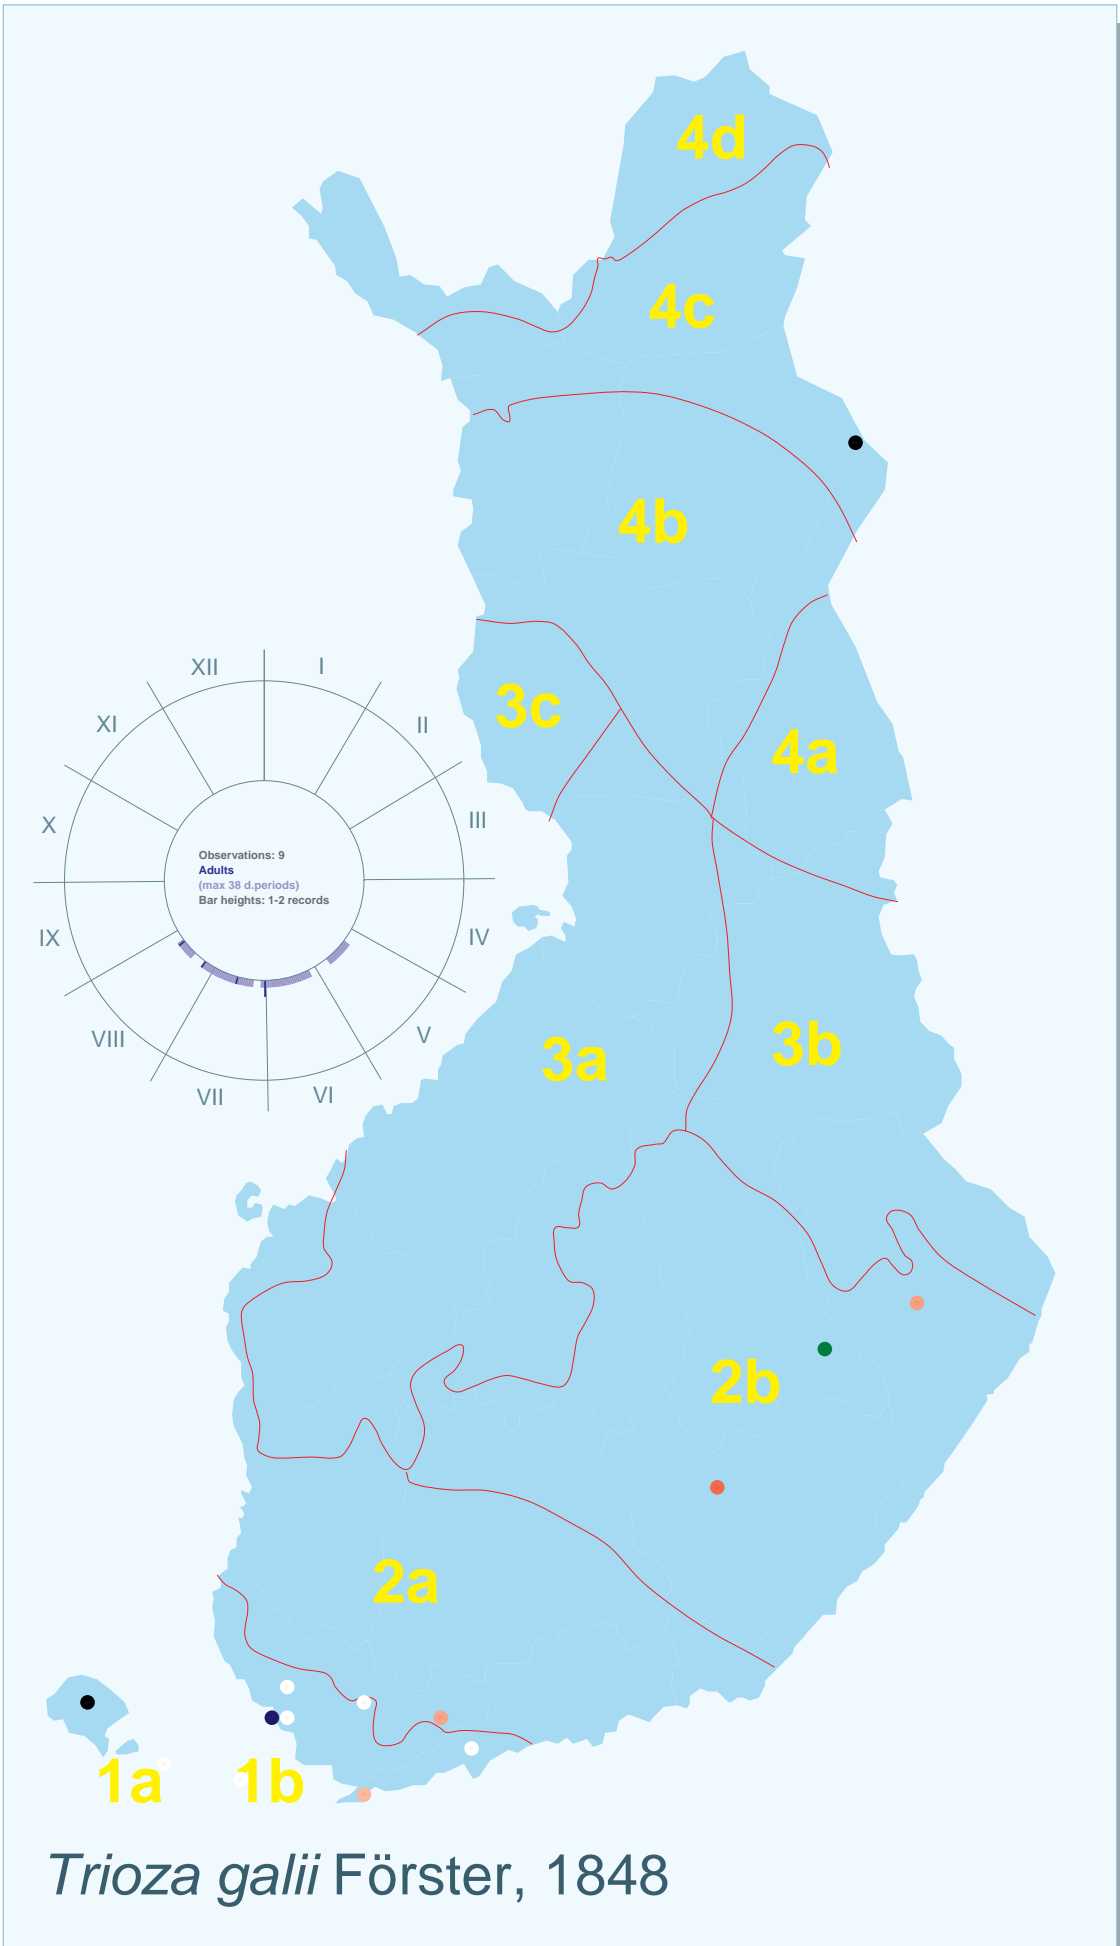 4d
4c
4b
3c
4a
XII
I
XI
II
X
III
Observations: 9
Adults
(max 38 d.periods)
Bar heights: 1-2 records
IX
IV
VIII
V
VII
VI
3a
3b
2b
2a
1a
1b
Trioza galii Förster, 1848